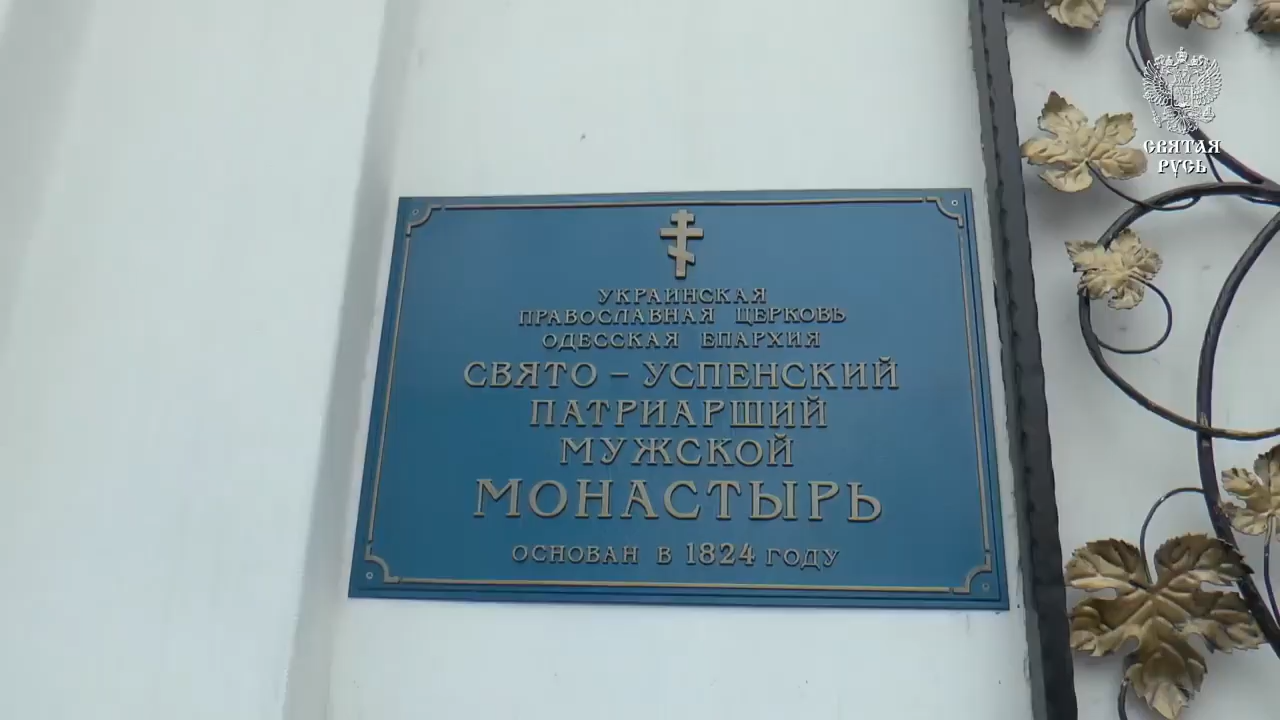 СВЯТАЯ
РУСЬ
УКРАИНСКАЯ
ПРАВОСЛАВНАЯ ЦЕРКОВЬ
ОДЕССКАЯ ЕПАРХИЯ
СВЯТО – УСПЕНСКИЙ
ПАТРИАРШИЙ
МУЖСКОЙ
МОНАСТЫРЬ
ОСНОВАН В 1824 ГОДУ